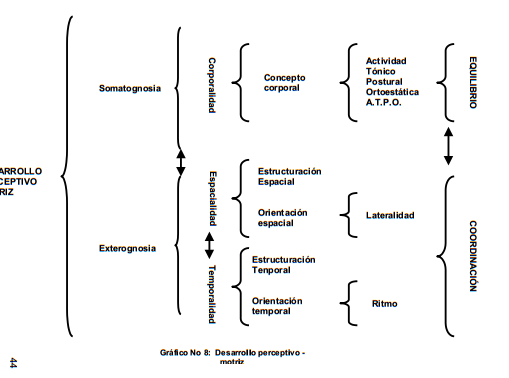 ARROLLO
CEPTIVO
RIZ
Somatognosia
Exterognosia
Corporalidad
Espacialidad
Temporalidad
Concepto
corporal
Estructuración
Espacial
Orientación
espacial
Estructuración
Tenporal
Orientación
temporal
Actividad
Tónico
Postural
Ortoestática
A.T.P.O.
Lateralidad
Ritmo
EQUILIBRIO
COORDINACIÓN
Gráfico No 8: Desarrollo perceptivo -
motriz
44